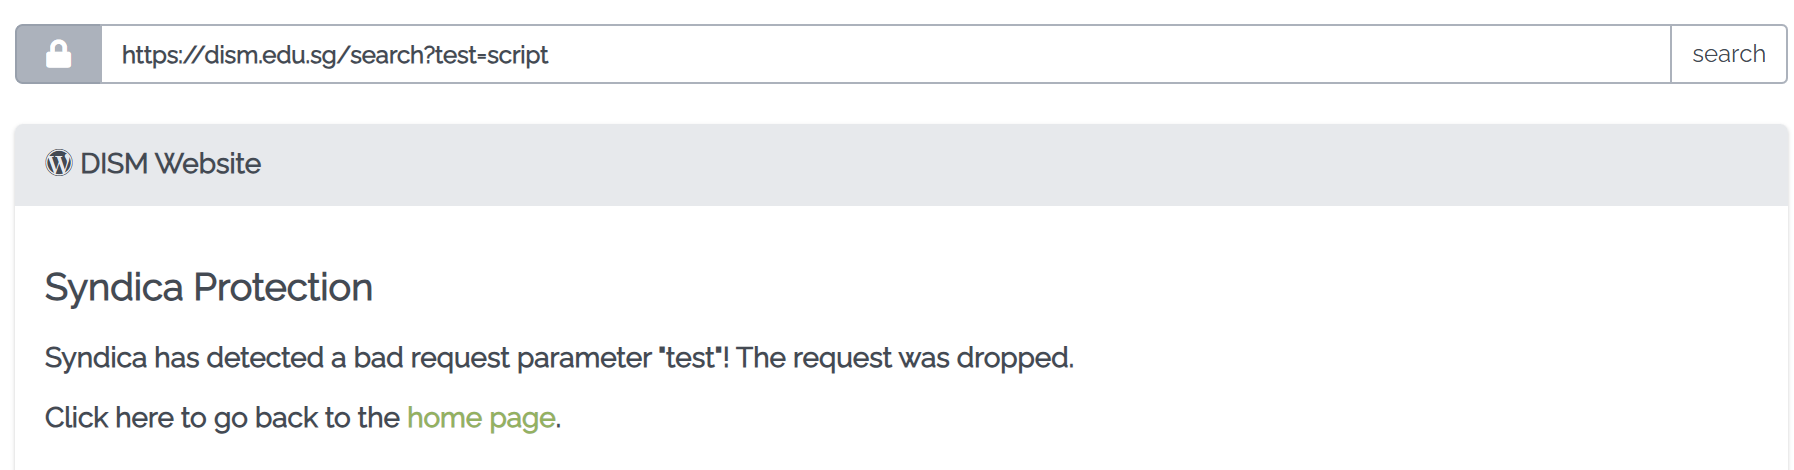 https://dism.edu.sg/search?test=script search
DISM Website
Syndica Protection
Syndica has detected a bad request parameter "test"! The request was dropped.
Click here to go back to the home page.